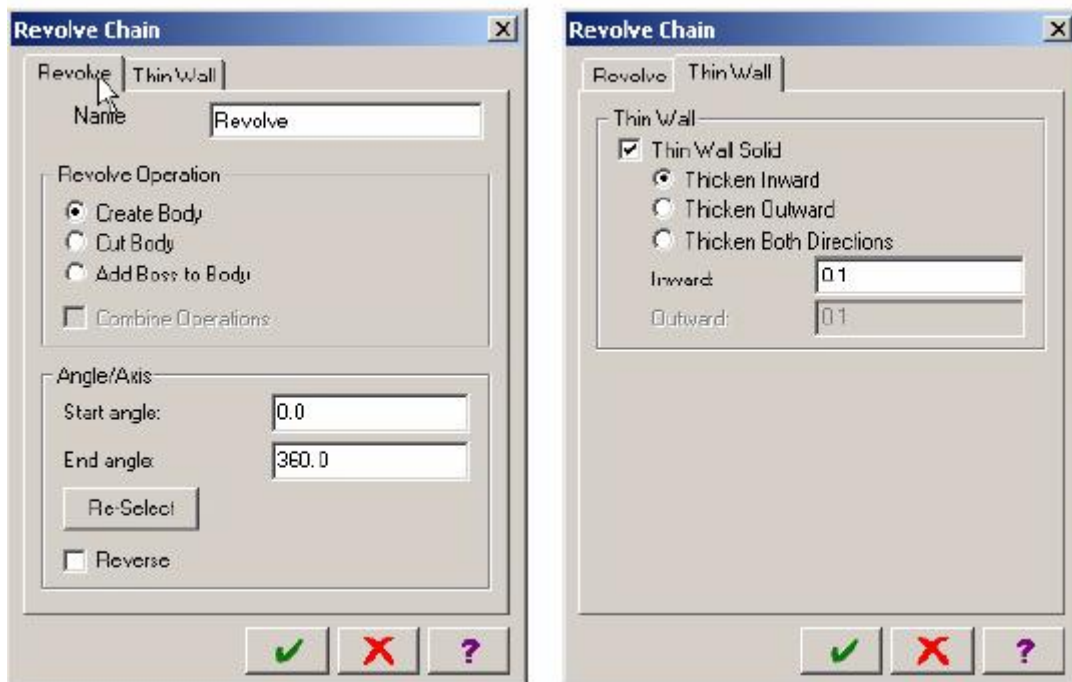 Revolve Chain
Revolve Thin Wall
Name Revolve
Revolve Operation
Create Body
Cut Body
Add Boss to Body
Combine Operations
Angle/Axis
Start angle: 0.0
End angle: 360.0
Re-Select
Reverse
?
Revolve Chain
Revolve Thin Wall
Thin Wall
Thin Wall Solid
Thicken Inward
Thicken Outward
Thicken Both Directions
Inward: 0.1
Outward: 0.1
?